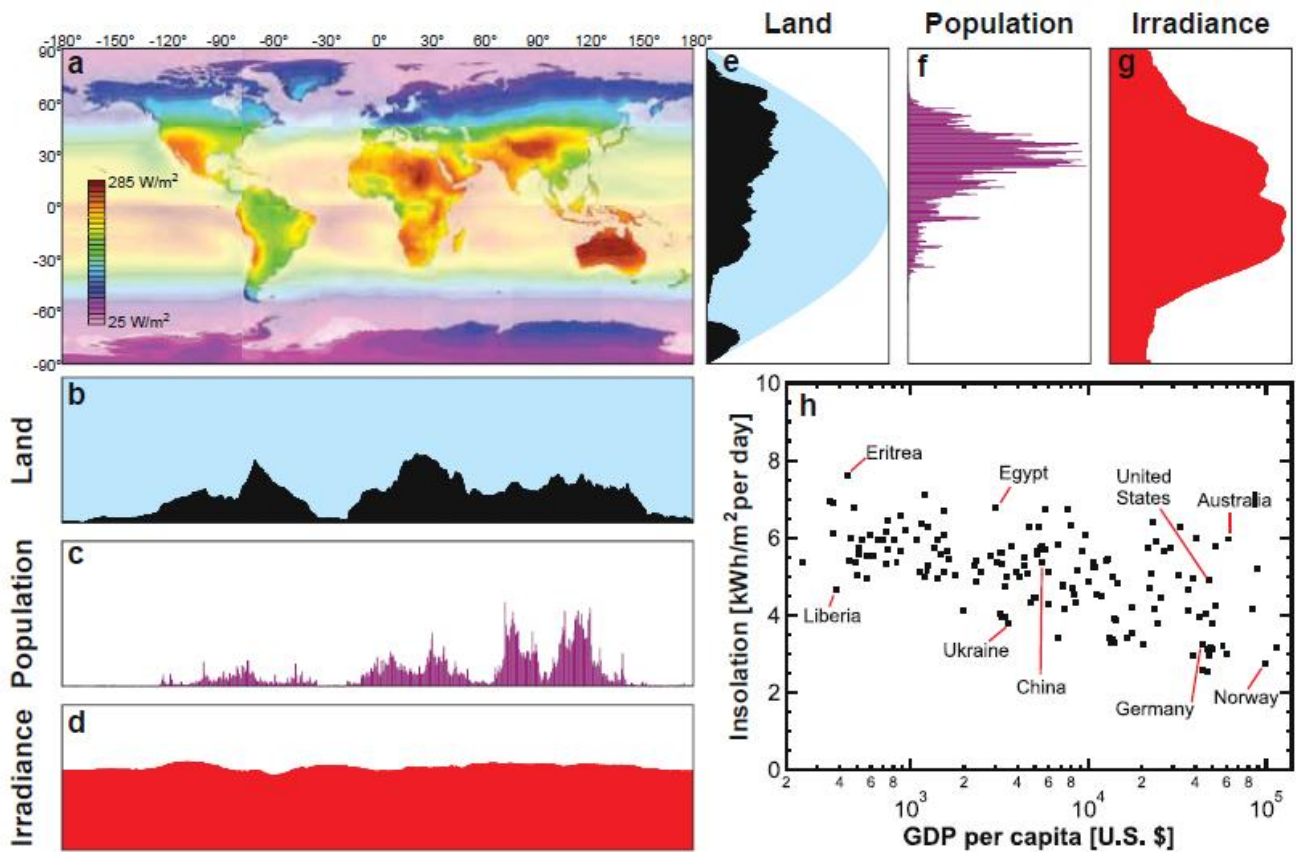 Land Population Irradiance
-180° -150° -120° -90° -60° -30° 0° 30° 60° 90° 120° 150° 180°
90°
a
60°
30°
0°
-30°
-60°
-90°
285 W/m²
25 W/m²
e
f
g
Land
b
Population
c
Irradiance
d
h
Insolation [kWh/m² per day]
10
8
6
4
2
0
Eritrea
Egypt
United
States
Australia
Liberia
Ukraine
China
Germany
Norway
2 4 6 8 2 4 6 8 2 4 6 8
10³ 10⁴ 10⁵
GDP per capita [U.S. $]